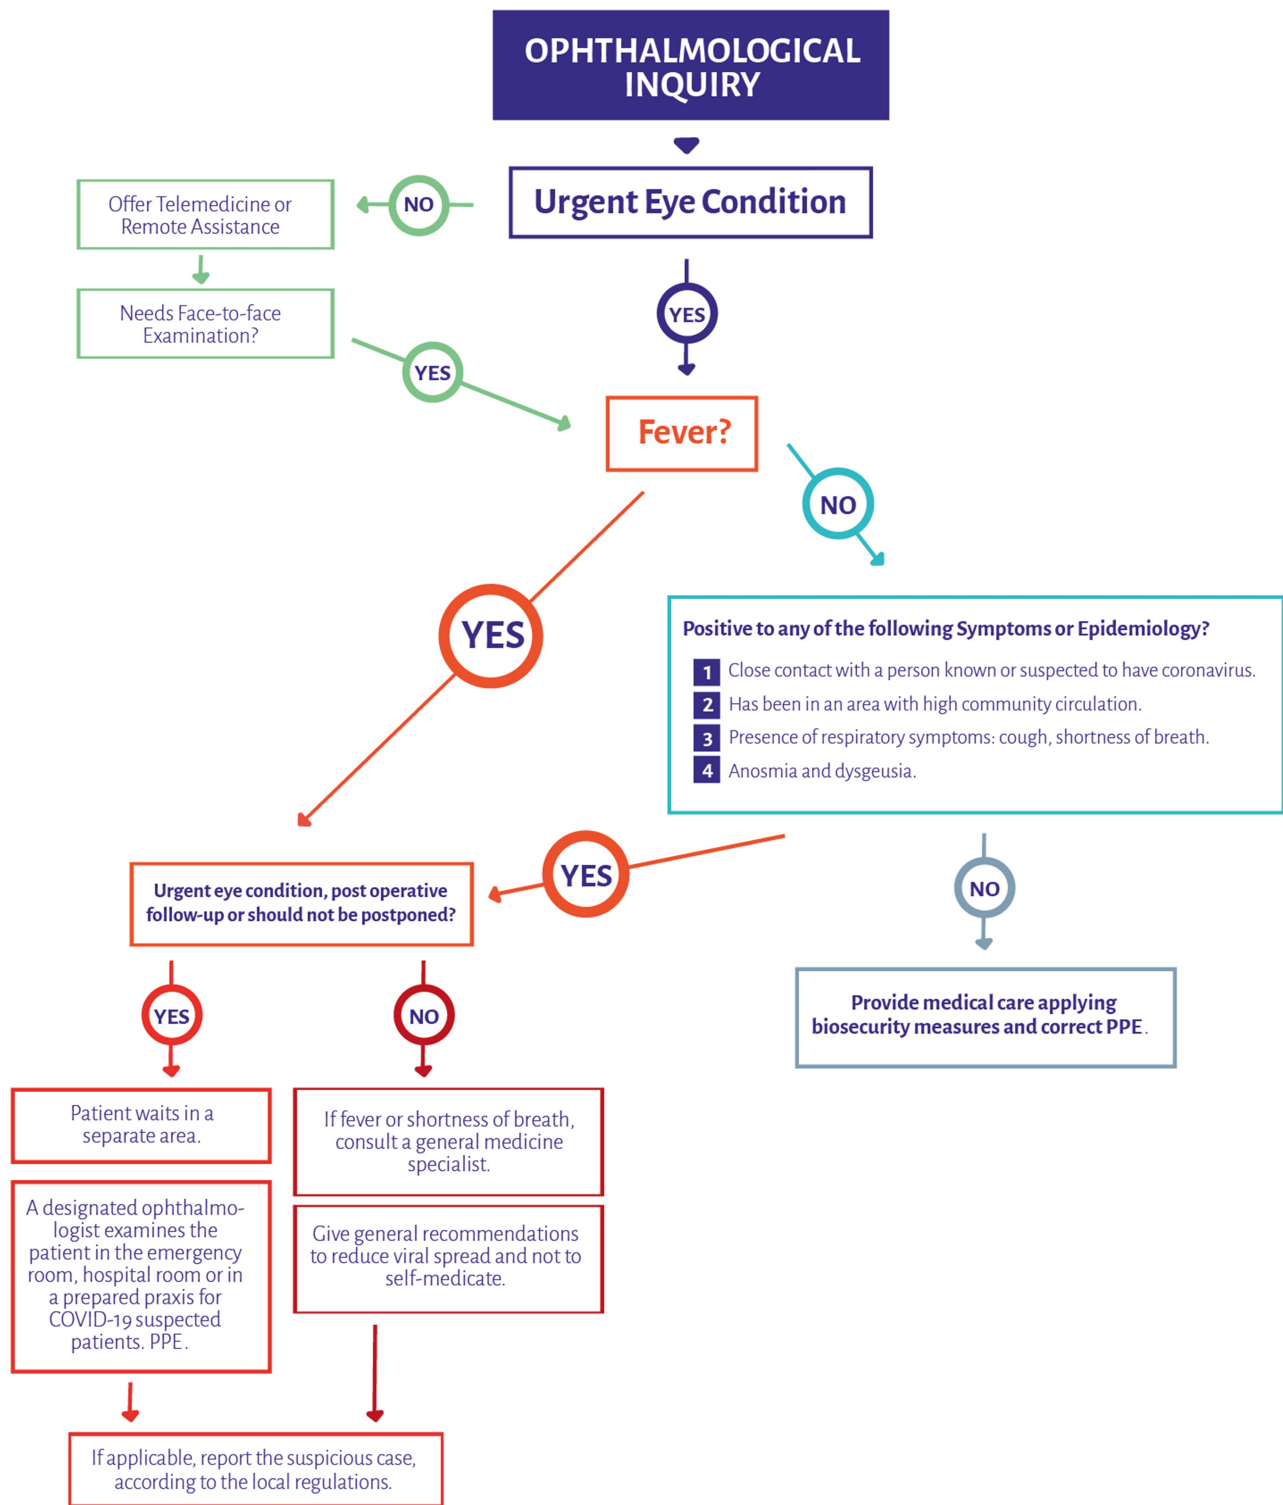 OPHTHALMOLOGICAL
INQUIRY
Urgent Eye Condition
NO
Offer Telemedicine or
Remote Assistance
Needs Face-to-face
Examination?
YES
YES
Fever?
NO
YES
Positive to any of the following Symptoms or Epidemiology?
1 Close contact with a person known or suspected to have coronavirus.
2 Has been in an area with high community circulation.
3 Presence of respiratory symptoms: cough, shortness of breath.
4 Anosmia and dysgeusia.
YES
NO
Urgent eye condition, post operative
follow-up or should not be postponed?
Provide medical care applying
biosecurity measures and correct PPE.
YES
NO
Patient waits in a
separate area.
A designated ophthalmo-
logist examines the
patient in the emergency
room, hospital room or in
a prepared praxis for
COVID-19 suspected
patients. PPE.
If fever or shortness of breath,
consult a general medicine
specialist.
Give general recommendations
to reduce viral spread and not to
self-medicate.
If applicable, report the suspicious case,
according to the local regulations.